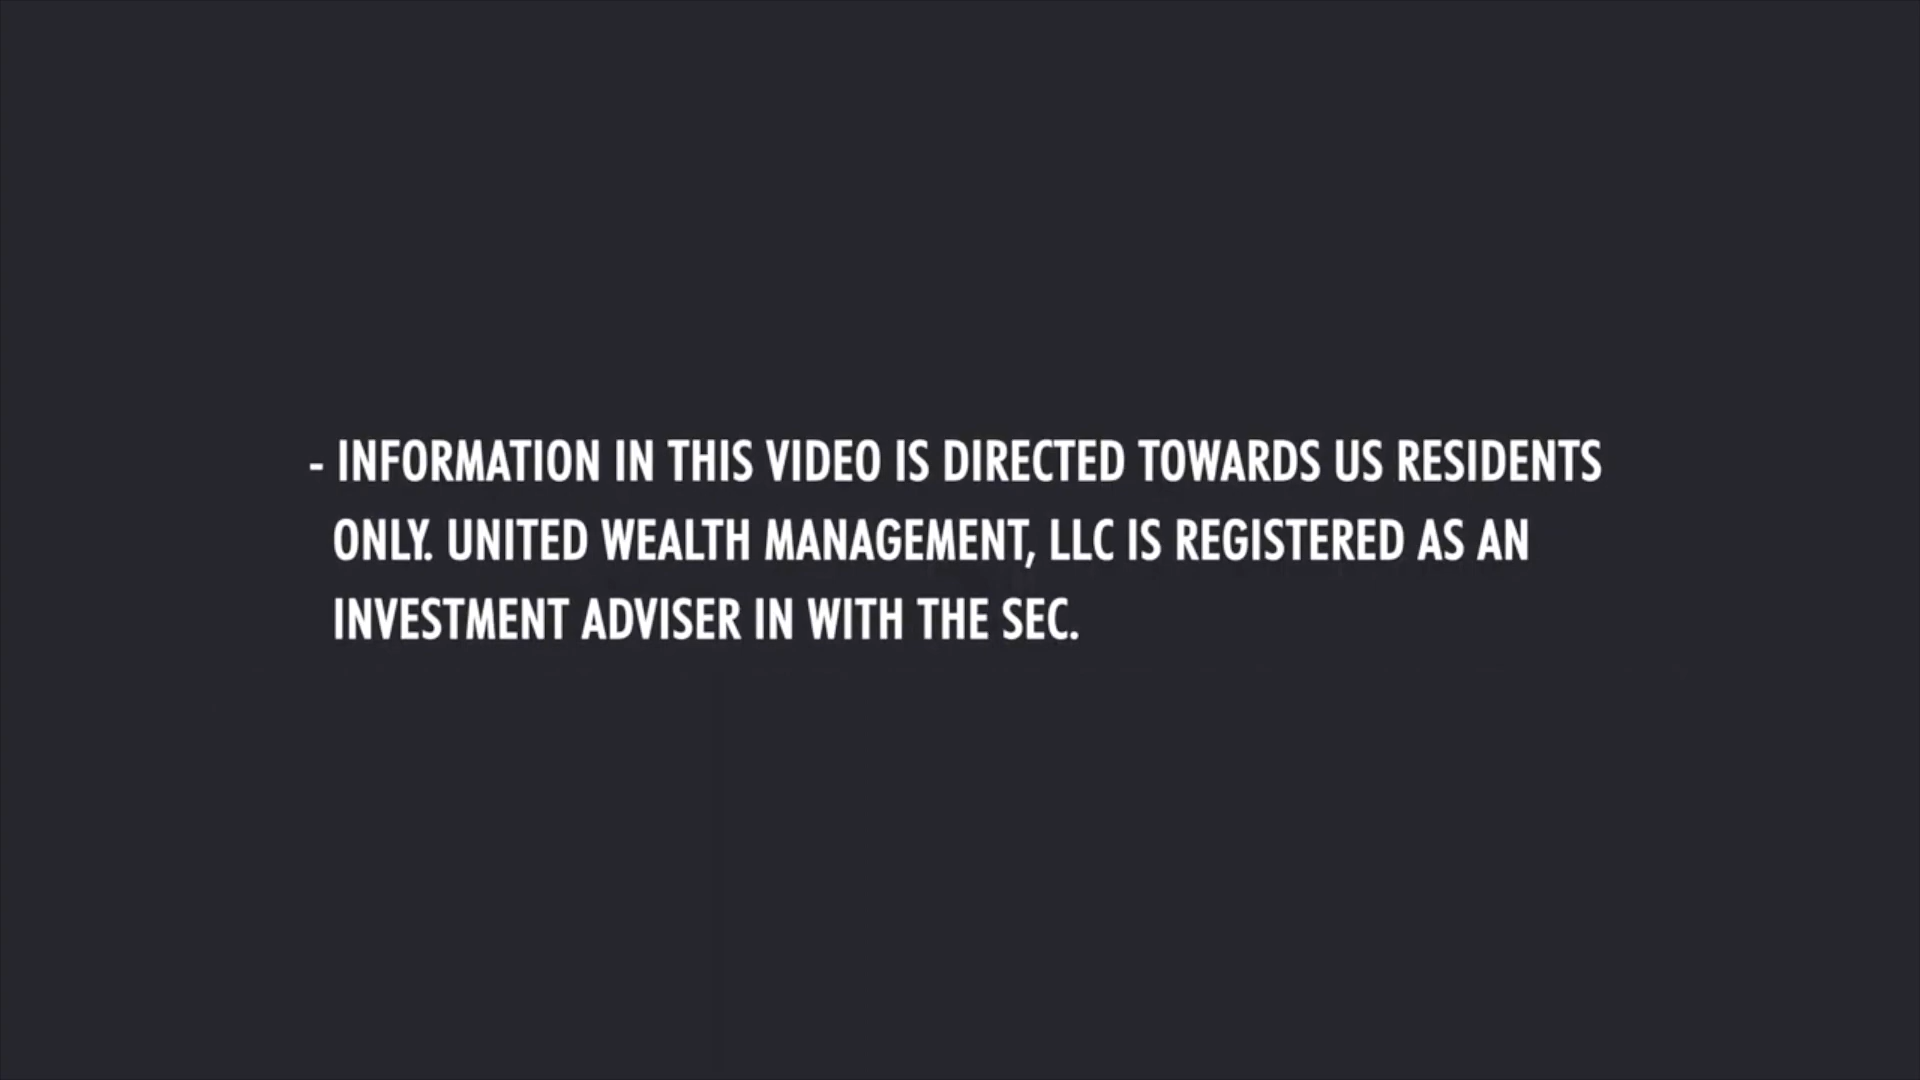 - INFORMATION IN THIS VIDEO IS DIRECTED TOWARDS US RESIDENTS
ONLY. UNITED WEALTH MANAGEMENT, LLC IS REGISTERED AS AN
INVESTMENT ADVISER IN WITH THE SEC.